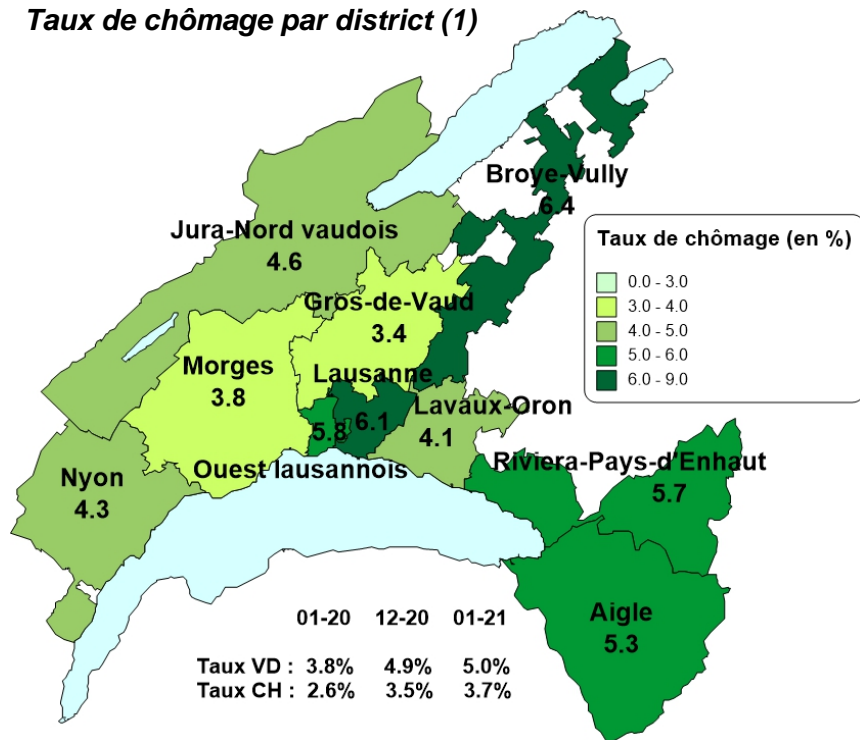 Taux de chômage par district (1)
Broye-Vully
6.4
Jura-Nord vaudois
4.6
Taux de chômage (en %)
0.0 - 3.0
3.0 - 4.0
4.0 - 5.0
5.0 - 6.0
6.0 - 9.0
Gros-de-Vaud
3.4
Morges
3.8
Lausanne
6.1
5.8
Ouest lausannois
Lavaux-Oron
4.1
Riviera-Pays-d'Enhaut
5.7
Nyon
4.3
Aigle
5.3
01-20 12-20 01-21
Taux VD : 3.8% 4.9% 5.0%
Taux CH : 2.6% 3.5% 3.7%